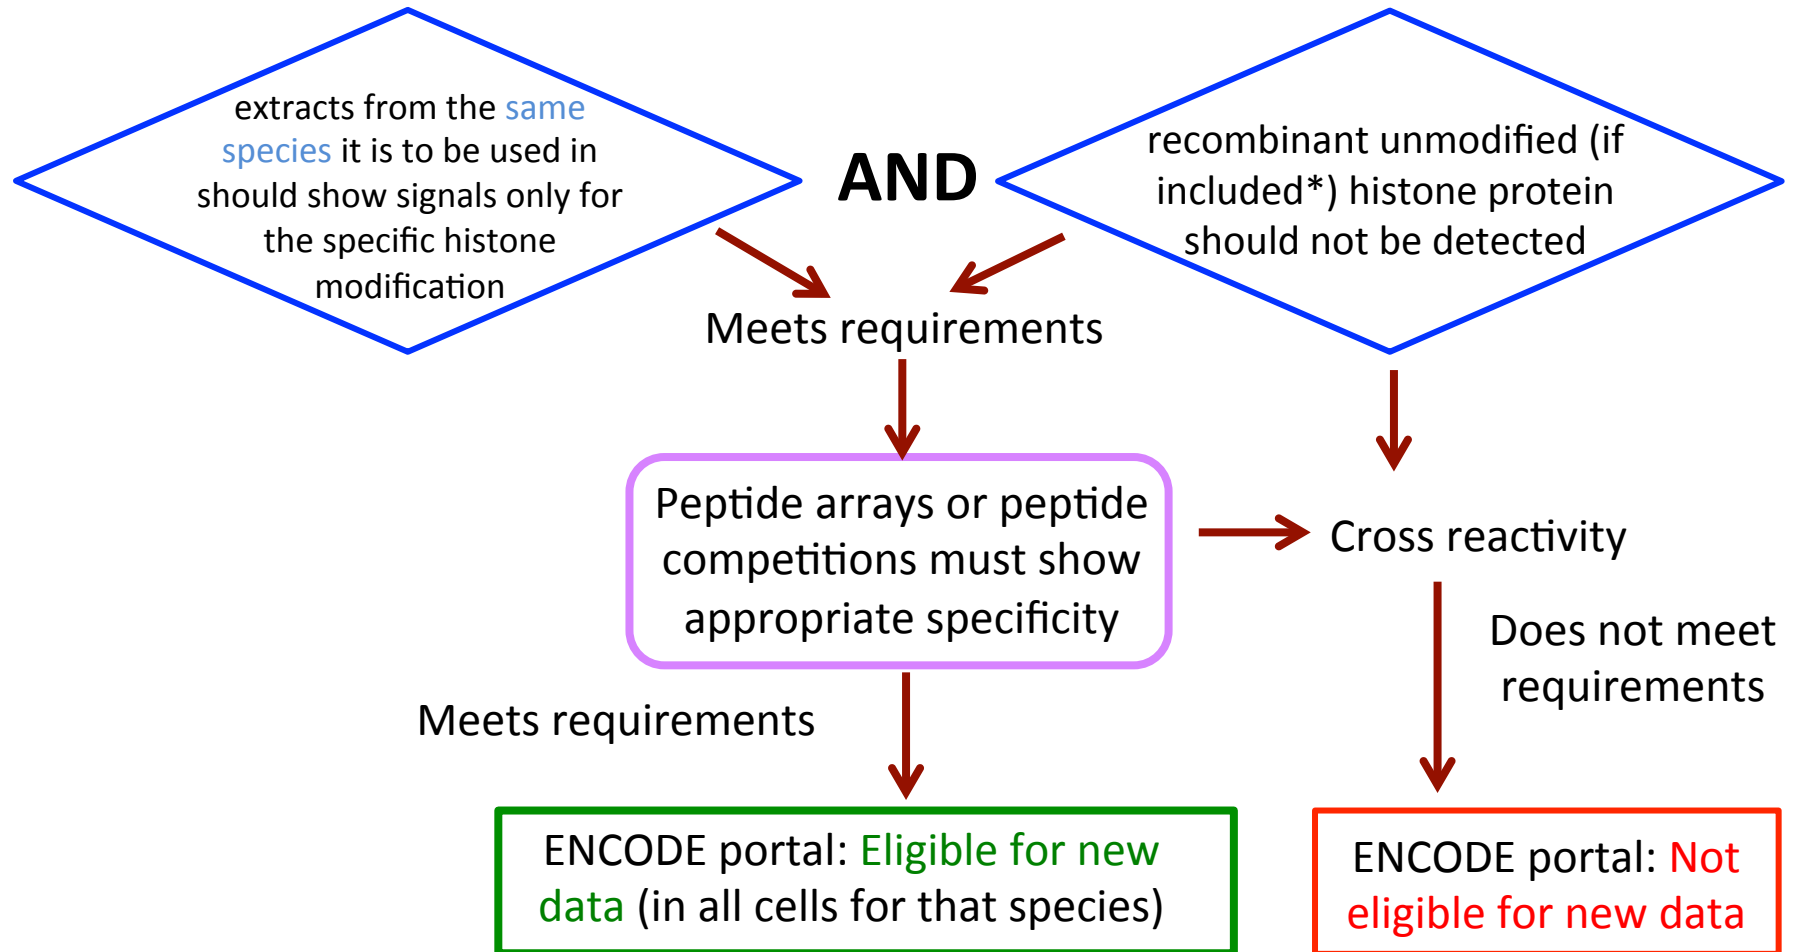 extracts from the same
species it is to be used in
should show signals only for
the specific histone
modification
AND
recombinant unmodified (if
included*) histone protein
should not be detected
Meets requirements
Peptide arrays or peptide
competitions must show
appropriate specificity
Cross reactivity
Does not meet
requirements
Meets requirements
ENCODE portal: Eligible for new
data (in all cells for that species)
ENCODE portal: Not
eligible for new data